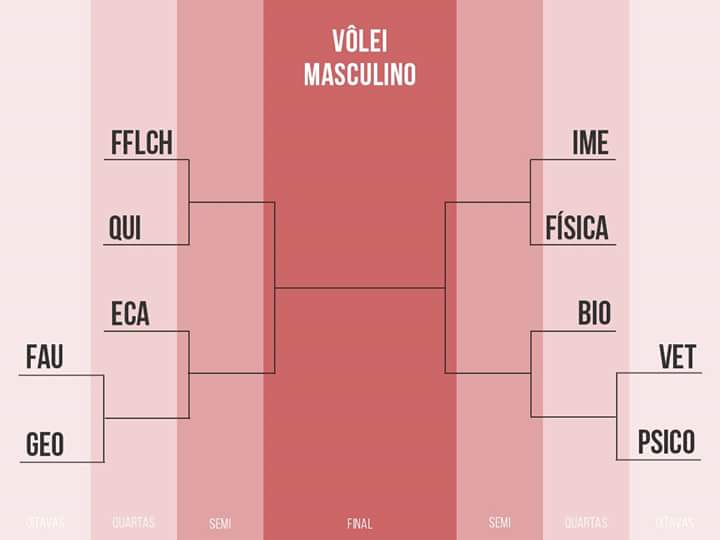 VÔLEI
MASCULINO
FFLCH
IME
QUI
FÍSICA
ECA
BIO
FAU
VET
GEO
PSICO
OITAVAS
QUARTAS
SEMI
FINAL
SEMI
QUARTAS
OITAVAS